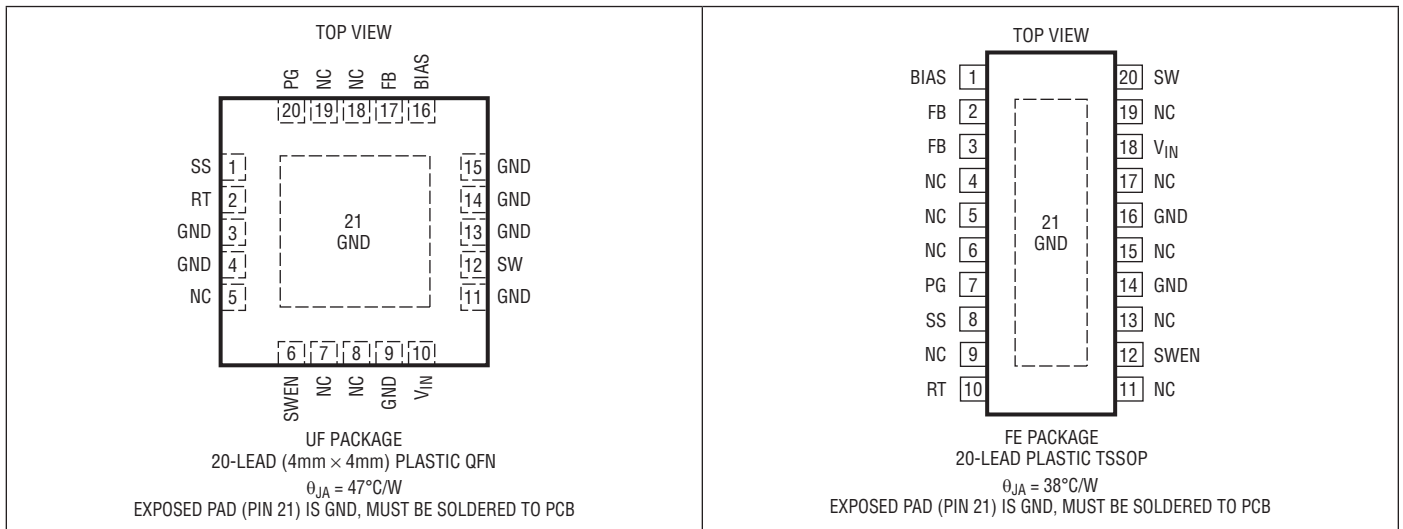 TOP VIEW
PG NC NC FB BIAS
20 19 18 17 16
SS 1
RT 2
GND 3
GND 4
NC 5
21
GND
15 GND
14 GND
13 GND
12 SW
11 GND
6 7 8 9 10
SWEN NC NC GND VIN
UF PACKAGE
20-LEAD (4mm × 4mm) PLASTIC QFN
θJA = 47°C/W
EXPOSED PAD (PIN 21) IS GND, MUST BE SOLDERED TO PCB
TOP VIEW
BIAS 1
FB 2
FB 3
NC 4
NC 5
NC 6
PG 7
SS 8
NC 9
RT 10
21
GND
20 SW
19 NC
18 VIN
17 NC
16 GND
15 NC
14 GND
13 NC
12 SWEN
11 NC
FE PACKAGE
20-LEAD PLASTIC TSSOP
θJA = 38°C/W
EXPOSED PAD (PIN 21) IS GND, MUST BE SOLDERED TO PCB